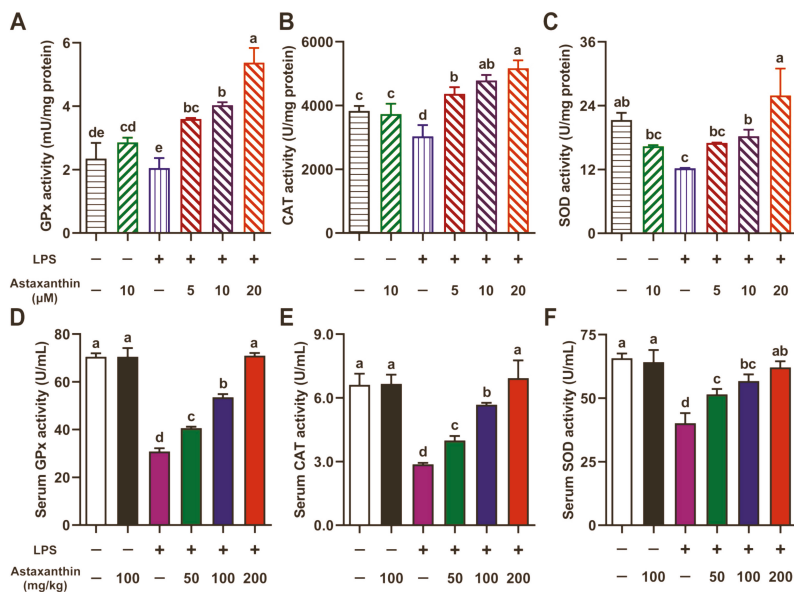 A
GPx activity (mU/mg protein)
6
4
2
0
de
cd
e
bc
b
a
B
CAT activity (U/mg protein)
6000
4000
2000
0
c
c
d
b
ab
a
C
SOD activity (U/mg protein)
36
24
12
0
ab
bc
c
bc
b
a
LPS
– – + + + +
– – + + + +
– – + + + +
Astaxanthin
(μM)
– 10 – 5 10 20
– 10 – 5 10 20
– 10 – 5 10 20
D
Serum GPx activity (U/mL)
80
60
40
20
0
a
a
d
c
b
a
E
Serum CAT activity (U/mL)
9.0
6.0
3.0
0.0
a
a
d
c
b
a
F
Serum SOD activity (U/mL)
75
50
25
0
a
a
d
c
bc
ab
LPS
– – + + + +
– – + + + +
– – + + + +
Astaxanthin
(mg/kg)
– 100 – 50 100 200
– 100 – 50 100 200
– 100 – 50 100 200